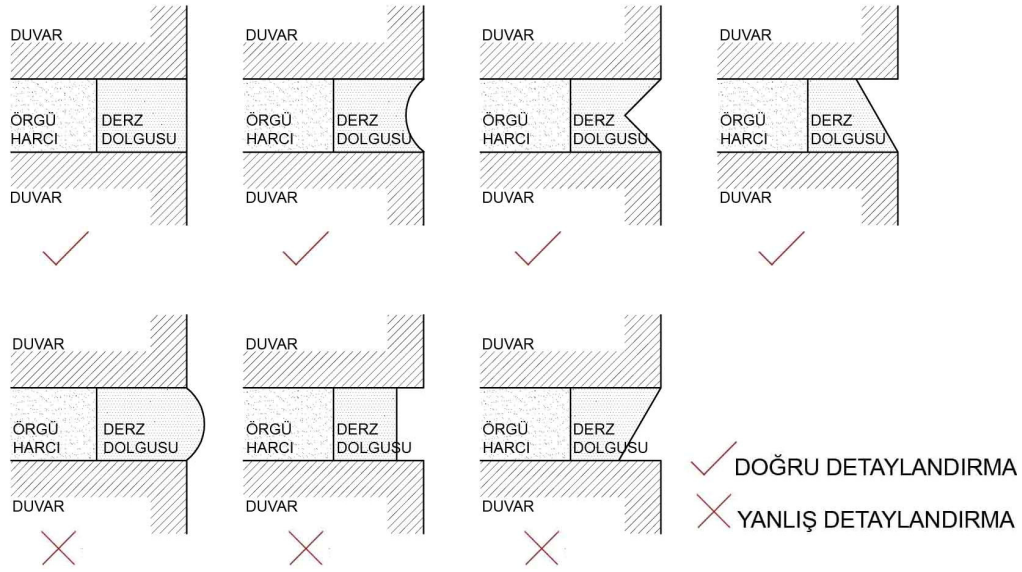 DUVAR
ÖRGÜ
HARCI
DERZ
DOLGUSU
DUVAR
DUVAR
ÖRGÜ
HARCI
DERZ
DOLGUSU
DUVAR
DUVAR
ÖRGÜ
HARCI
DERZ
DOLGUSU
DUVAR
DUVAR
ÖRGÜ
HARCI
DERZ
DOLGUSU
DUVAR
DUVAR
ÖRGÜ
HARCI
DERZ
DOLGUSU
DUVAR
DUVAR
ÖRGÜ
HARCI
DERZ
DOLGUSU
DUVAR
DUVAR
ÖRGÜ
HARCI
DERZ
DOLGUSU
DUVAR
DOĞRU DETAYLANDIRMA
YANLIŞ DETAYLANDIRMA